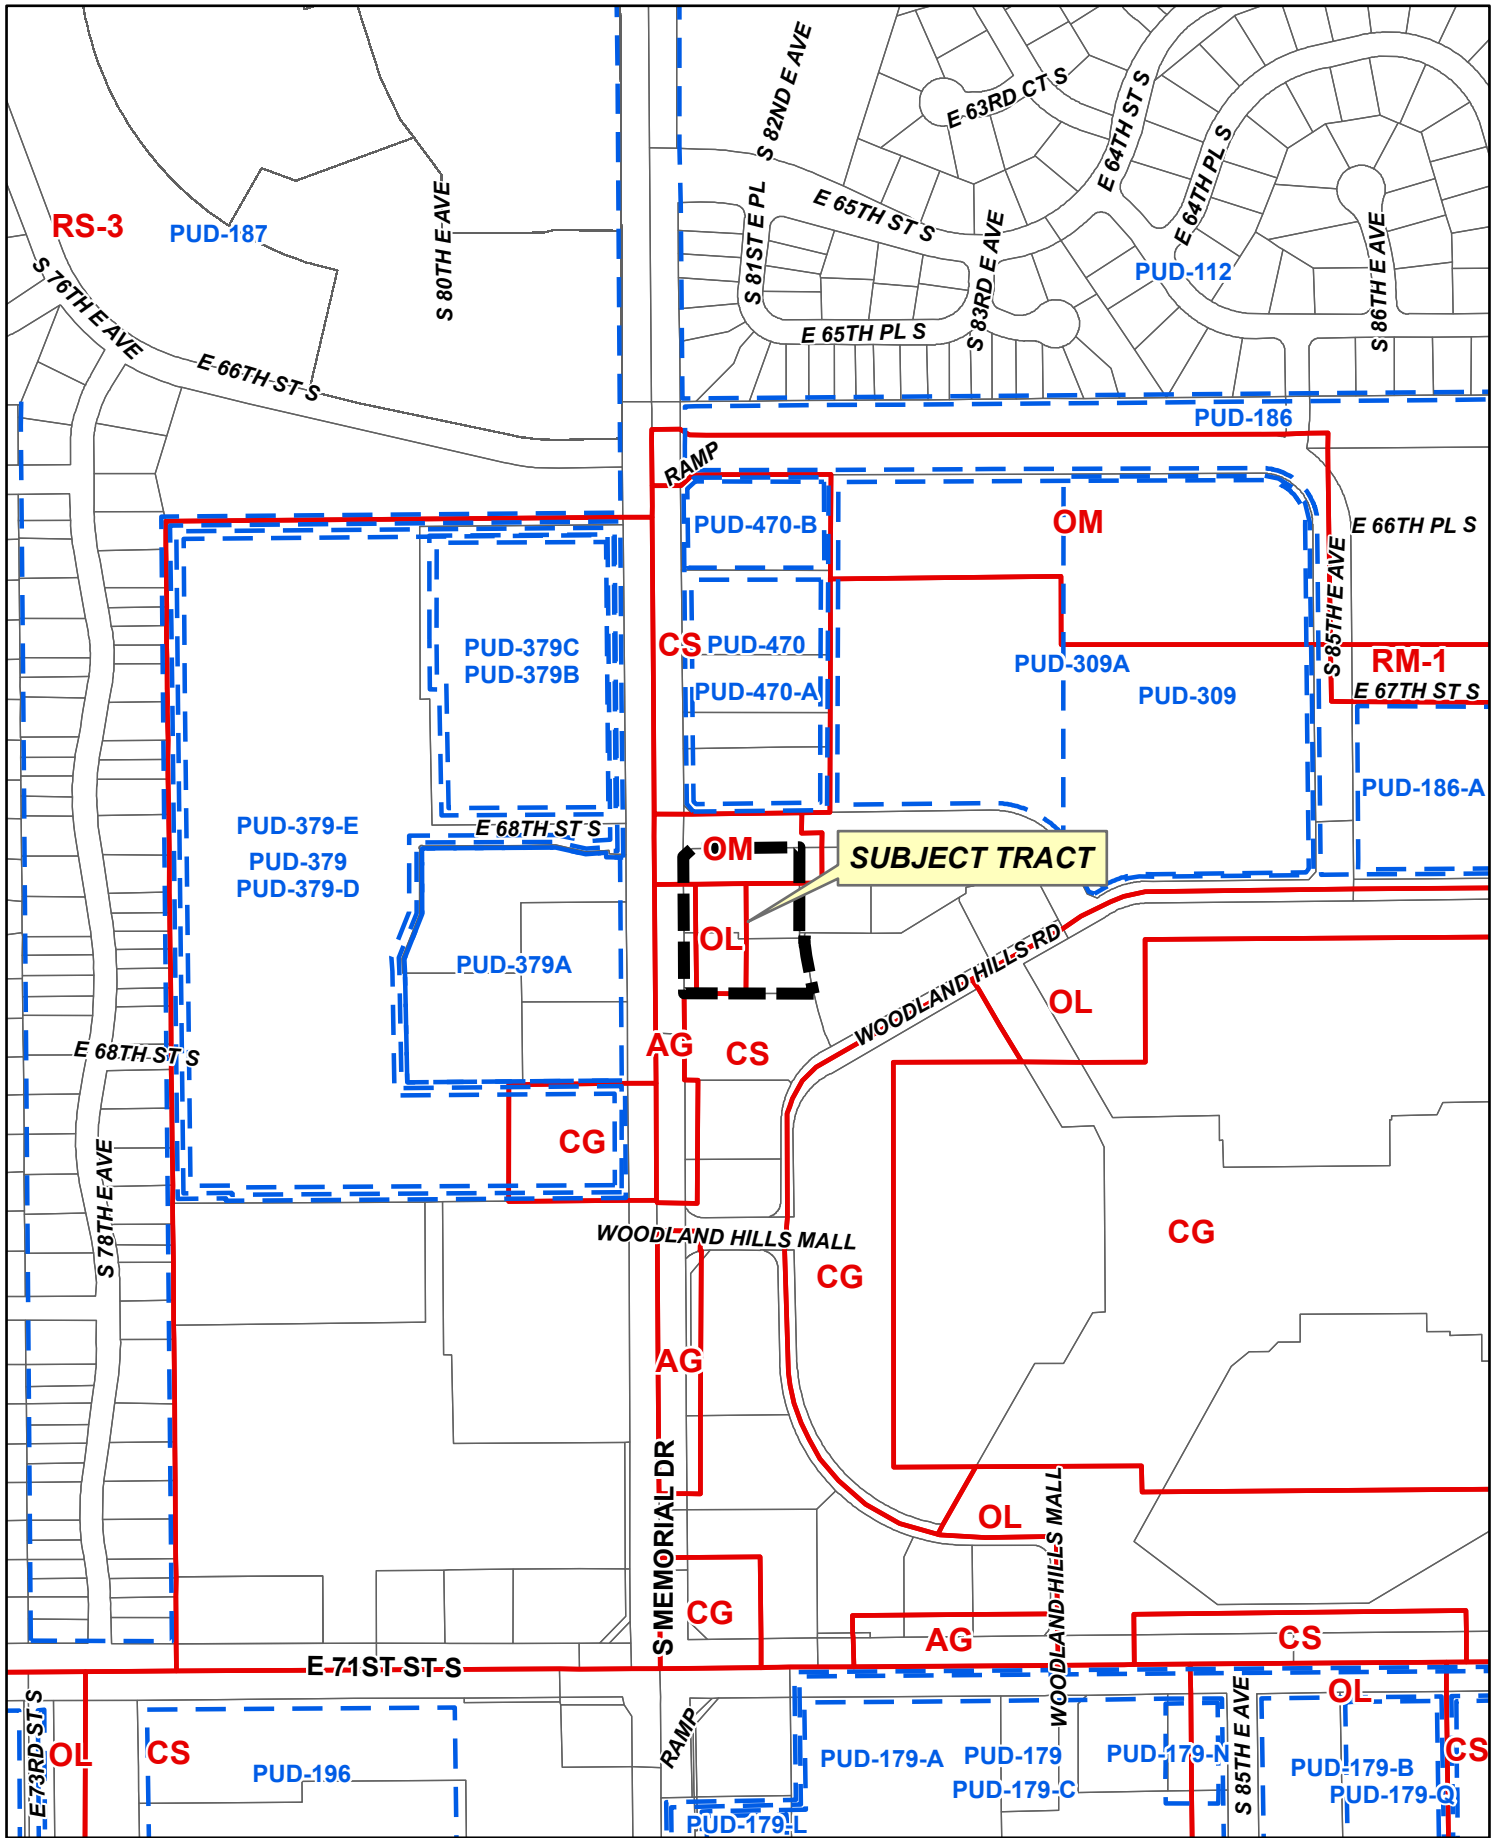 S 82ND E AVE
E 63RD CT S
E 64TH ST S
E 64TH PL S
S 80TH E AVE
S 81ST E PL
E 65TH ST S
RS-3
PUD-187
S 83RD E AVE
S 86TH E AVE
PUD-112
S 76TH E AVE
E 65TH PL S
E 66TH ST S
PUD-186
RAMP
PUD-470-B
OM
E 66TH PL S
S 85TH E AVE
CS
PUD-470
PUD-379C
PUD-379B
PUD-309A
RM-1
PUD-470-A
PUD-309
E 67TH ST S
PUD-186-A
PUD-379-E
E 68TH ST S
PUD-379
PUD-379-D
OM
SUBJECT TRACT
OL
PUD-379A
WOODLAND HILLS RD
OL
E 68TH ST S
AG
CS
CG
S 78TH E AVE
WOODLAND HILLS MALL
CG
CG
AG
S MEMORIAL DR
WOODLAND HILLS MALL
OL
CG
AG
CS
E 71ST ST S
E 73RD ST S
OL
CS
PUD-196
RAMP
PUD-179-A
PUD-179
PUD-179-C
PUD-179-N
S 85TH E AVE
OL
PUD-179-B
CS
PUD-179-Q
PUD-179-L